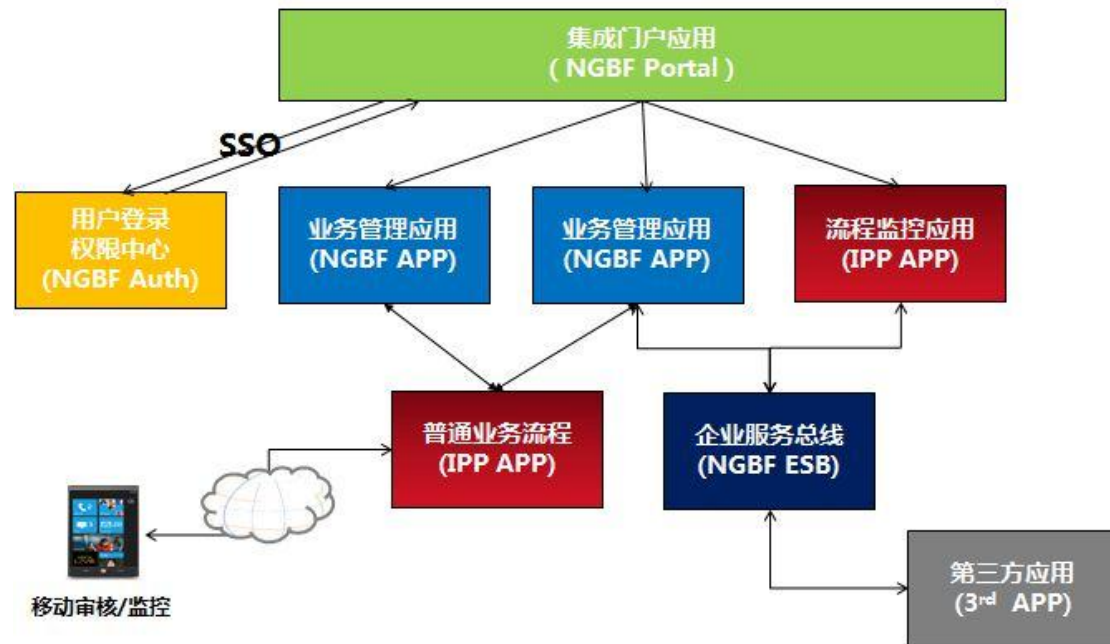 集成门户应用
( NGBF Portal )
SSO
用户登录
权限中心
(NGBF Auth)
业务管理应用
(NGBF APP)
业务管理应用
(NGBF APP)
流程监控应用
(IPP APP)
普通业务流程
(IPP APP)
企业服务总线
(NGBF ESB)
移动审核/监控
第三方应用
(3rd APP)